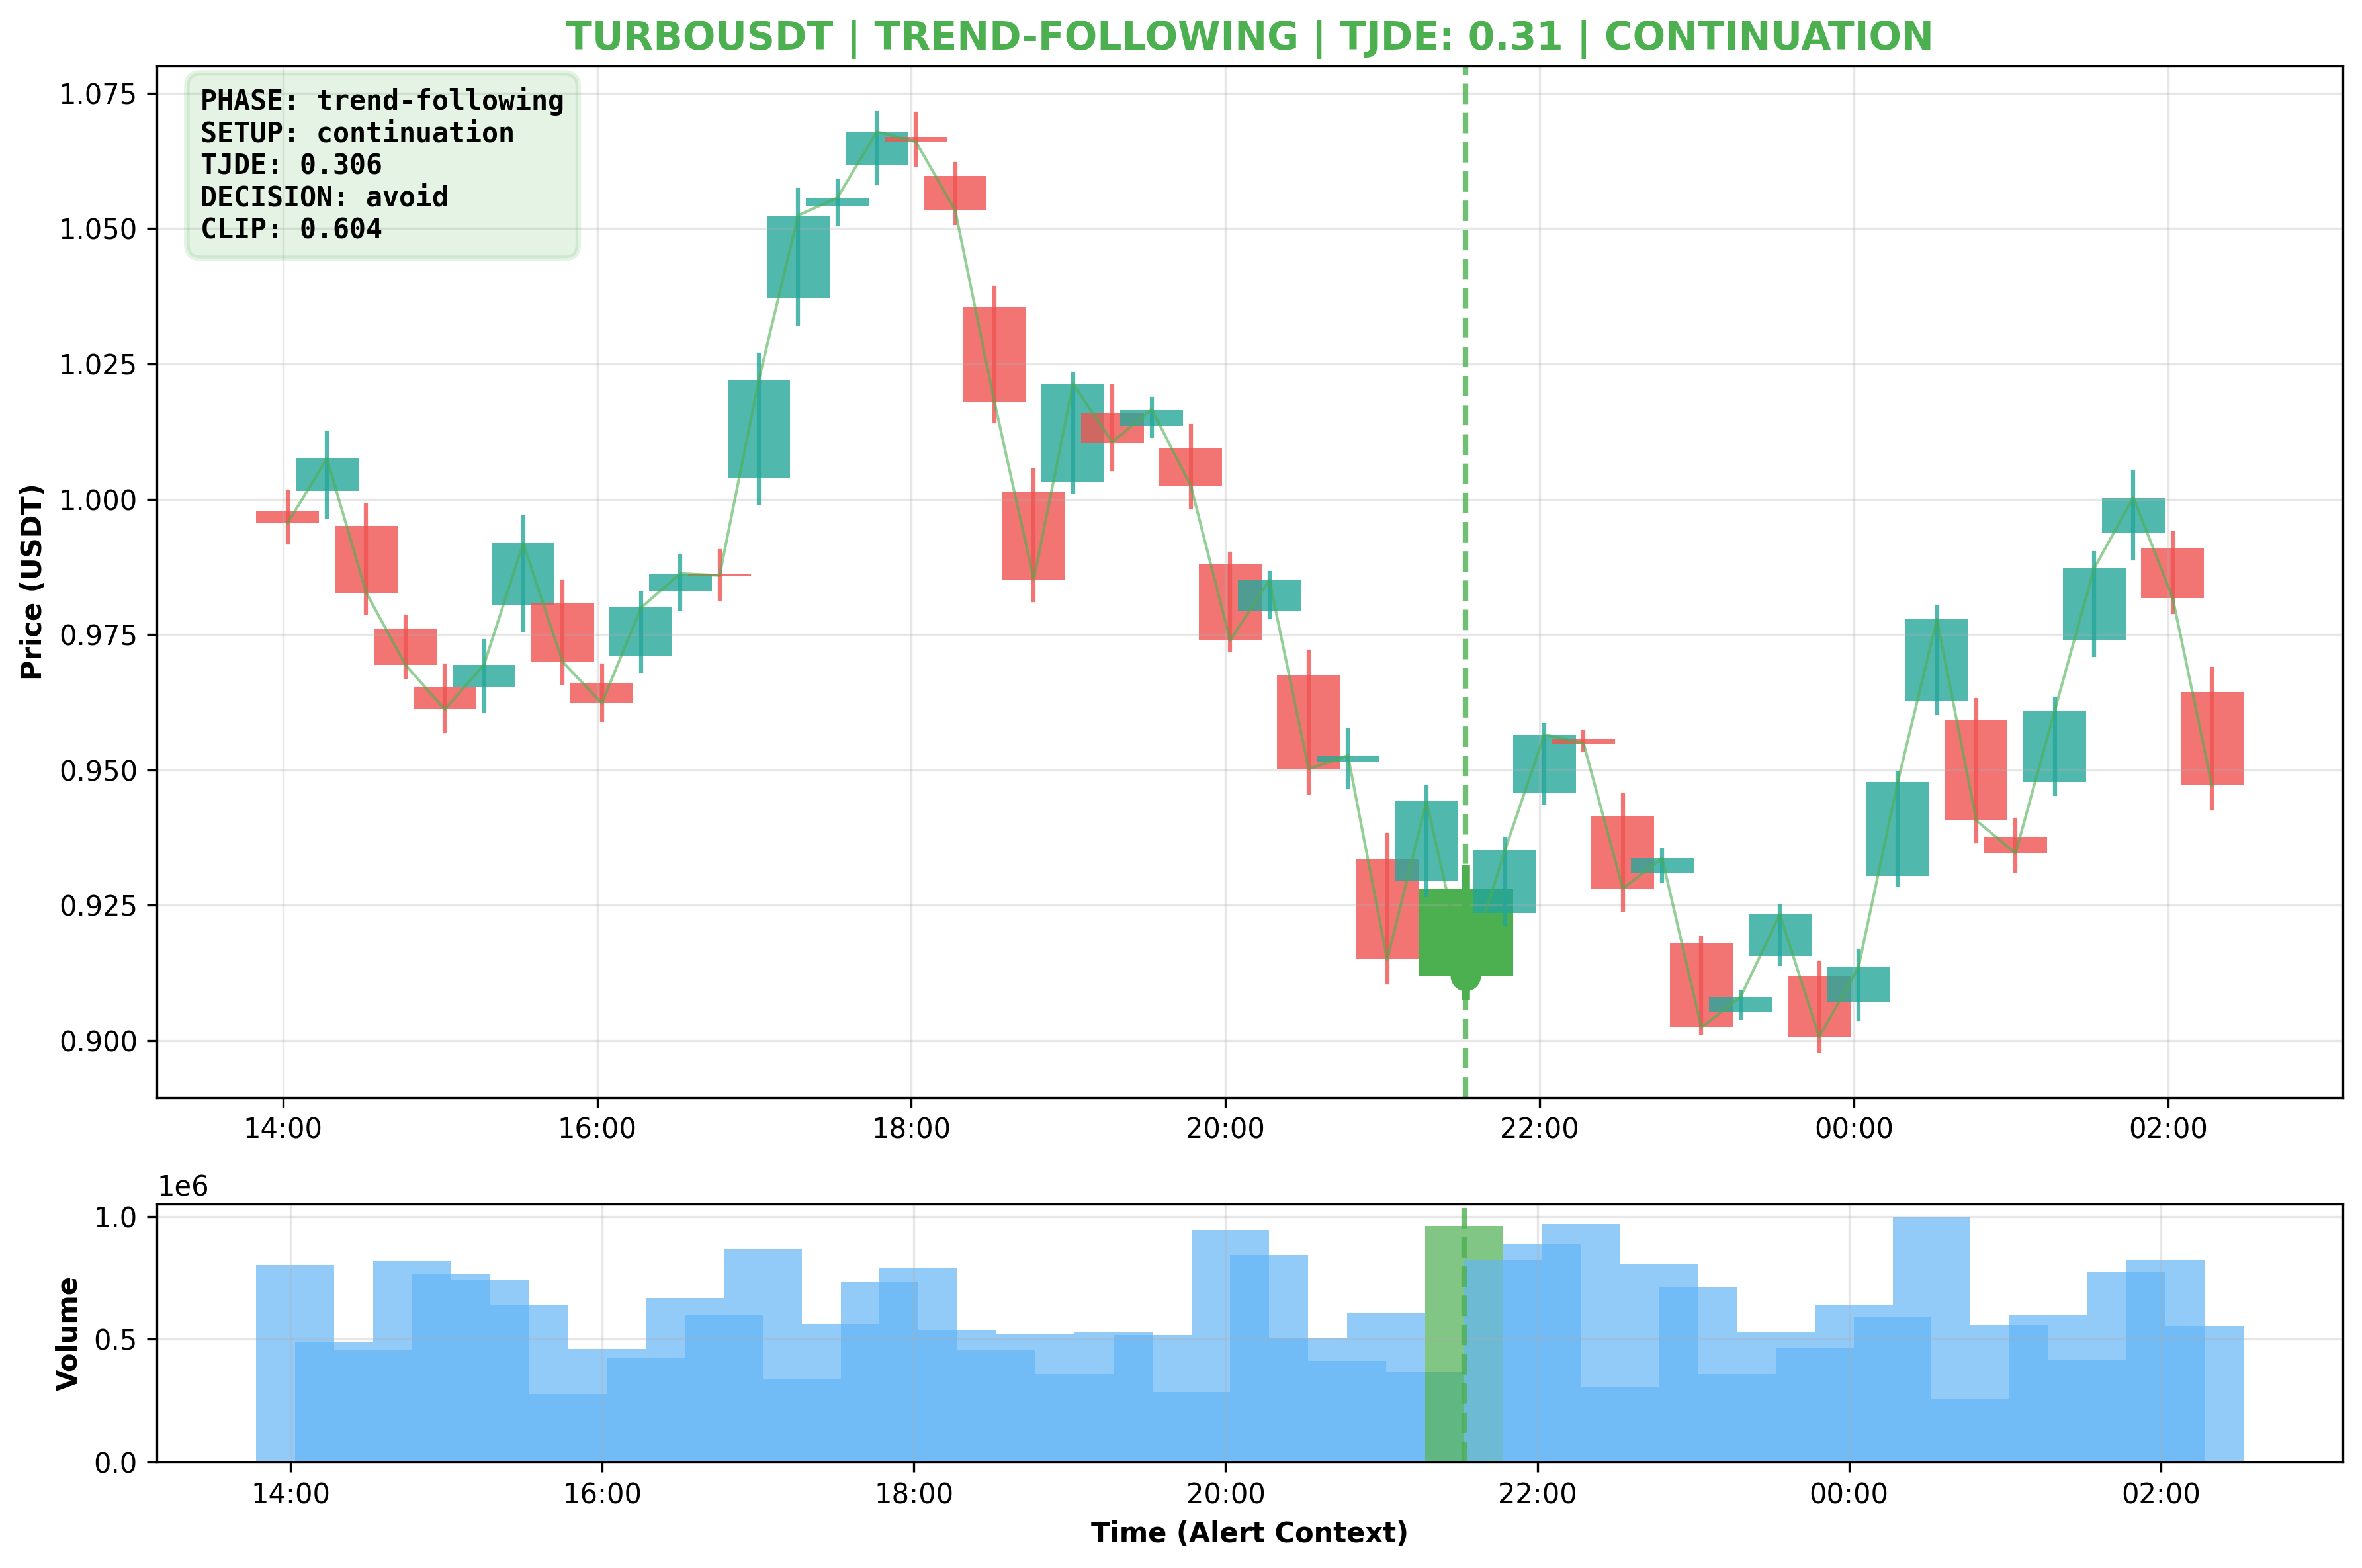 TURBOUSDT | TREND-FOLLOWING | TJDE: 0.31 | CONTINUATION
PHASE: trend-following
SETUP: continuation
TJDE: 0.306
DECISION: avoid
CLIP: 0.604
Price (USDT)
1.075
1.050
1.025
1.000
0.975
0.950
0.925
0.900
14:00 16:00 18:00 20:00 22:00 00:00 02:00
1e6
Volume
1.0
0.5
0.0
14:00 16:00 18:00 20:00 22:00 00:00 02:00
Time (Alert Context)